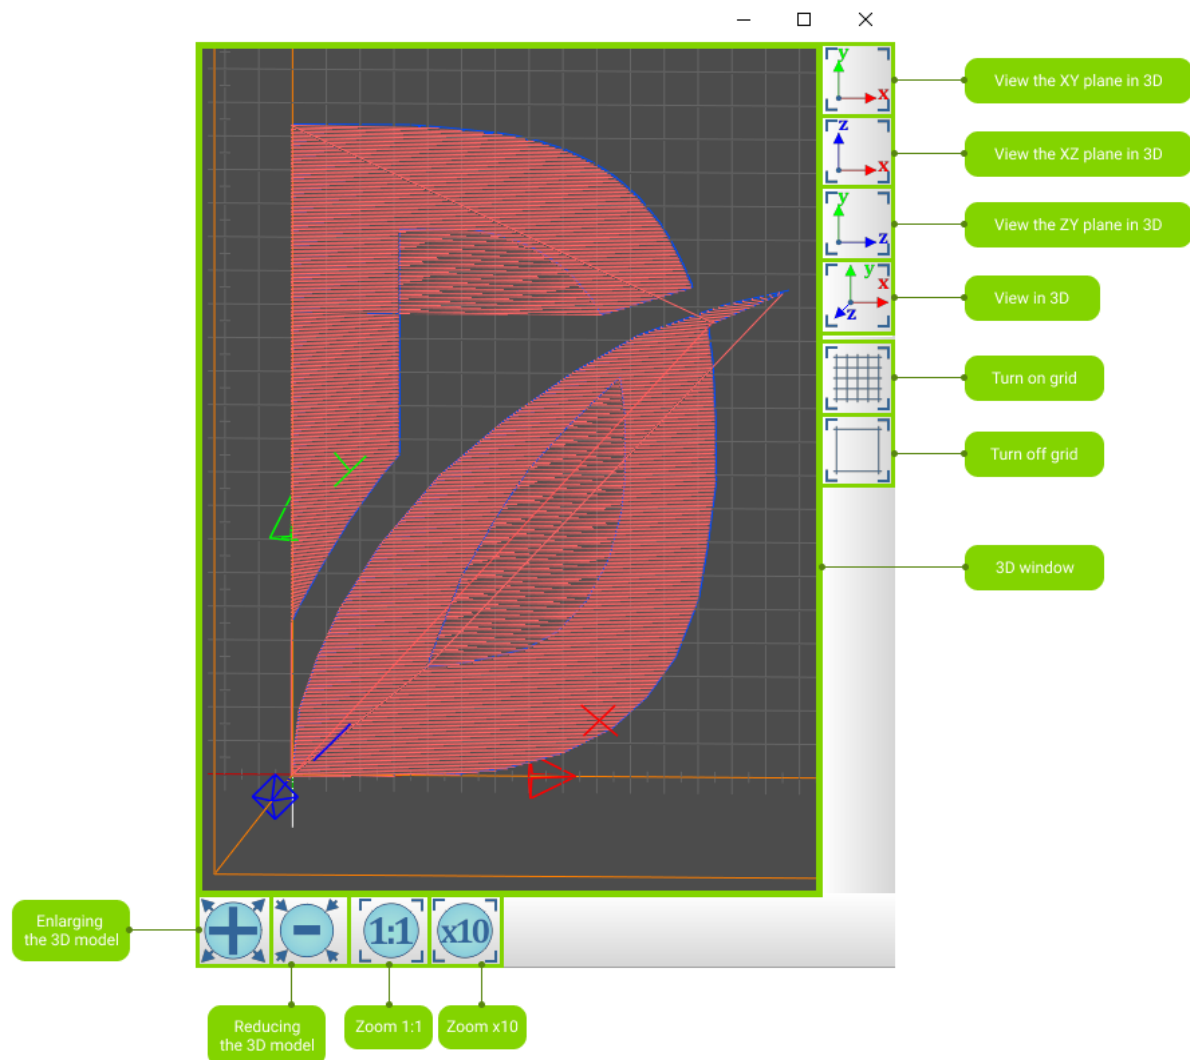 y
x
View the XY plane in 3D
z
x
View the XZ plane in 3D
y
z
View the ZY plane in 3D
y
x
z
View in 3D
Turn on grid
Turn off grid
Y
3D window
X
Enlarging
the 3D model
1:1
x10
Reducing
the 3D model
Zoom 1:1
Zoom x10